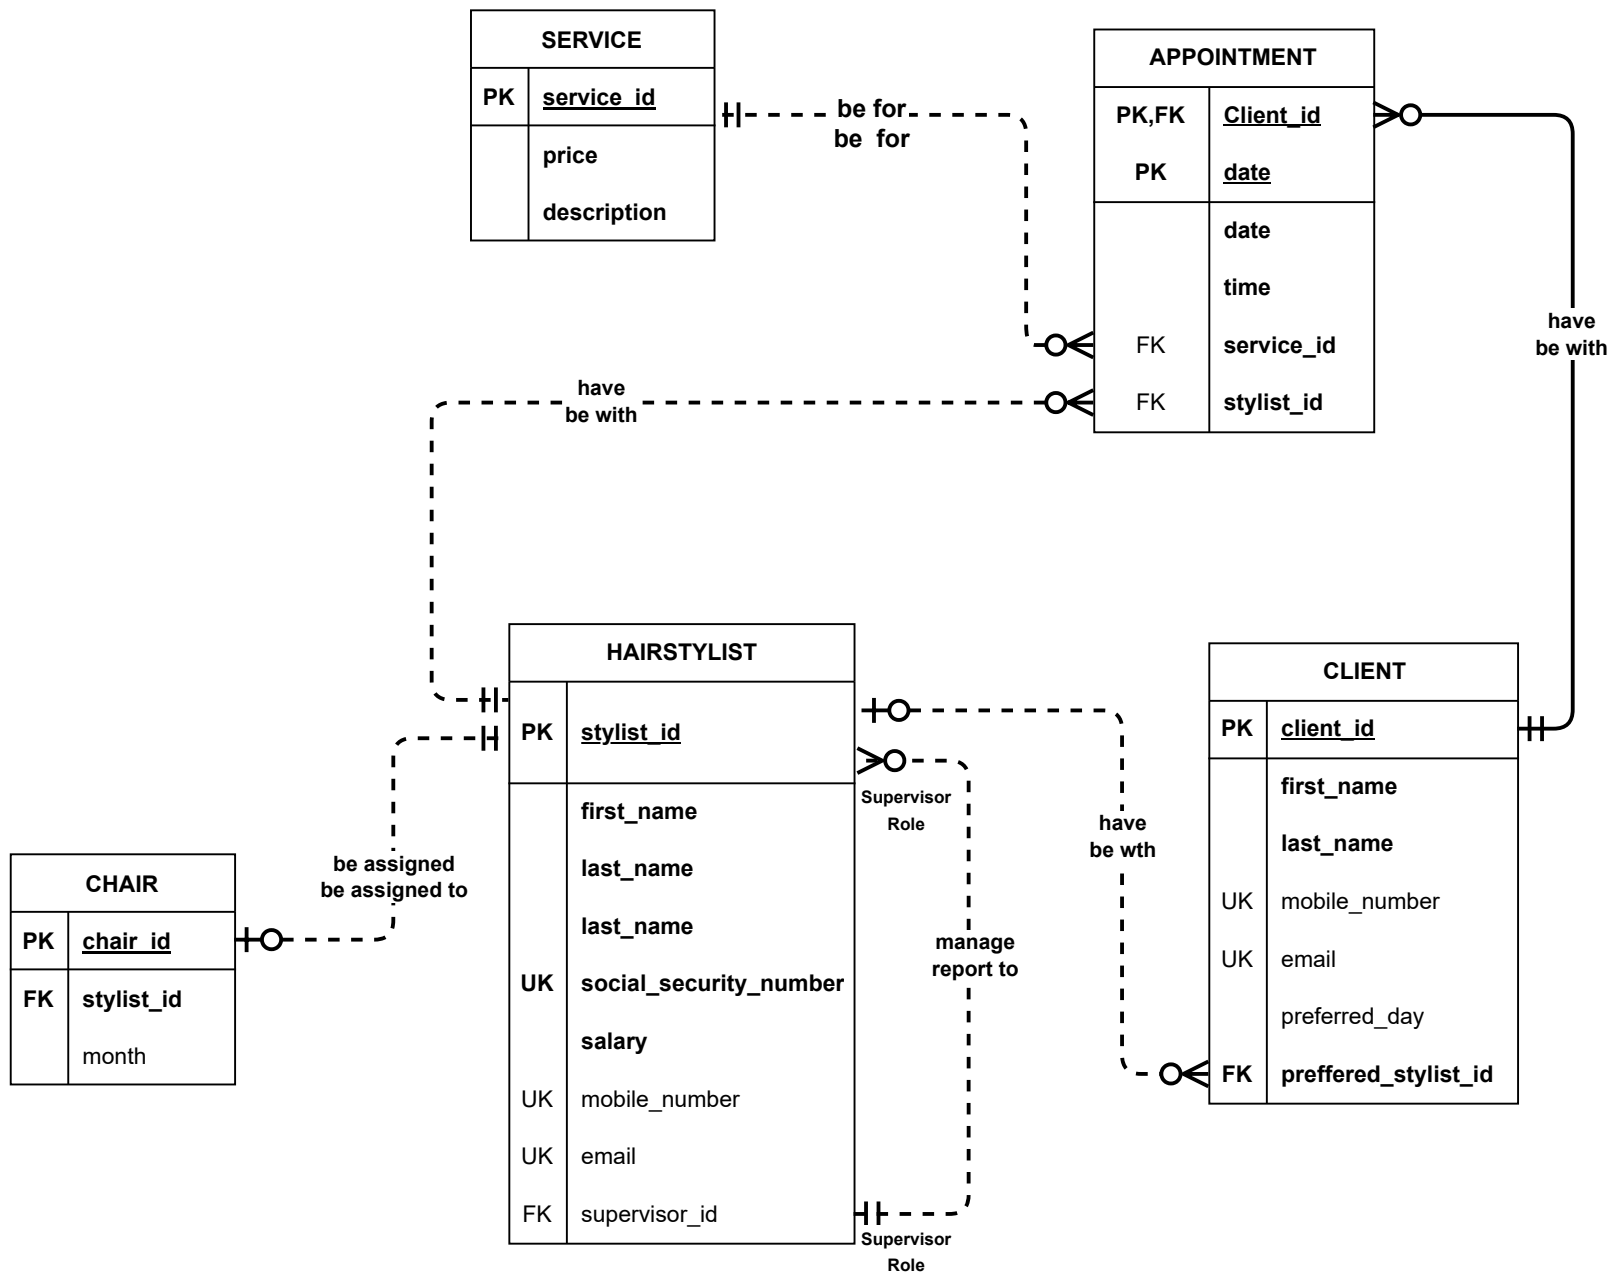 SERVICE
PK service_id
price
description
be for
be for
APPOINTMENT
PK,FK Client_id
PK date
date
time
FK service_id
FK stylist_id
have
be with
have
be with
HAIRSTYLIST
PK stylist_id
first_name
last_name
last_name
UK social_security_number
salary
UK mobile_number
UK email
FK supervisor_id
Supervisor
Role
manage
report to
Supervisor
Role
have
be wth
CLIENT
PK client_id
first_name
last_name
UK mobile_number
UK email
preferred_day
FK preffered_stylist_id
be assigned
be assigned to
CHAIR
PK chair_id
FK stylist_id
month